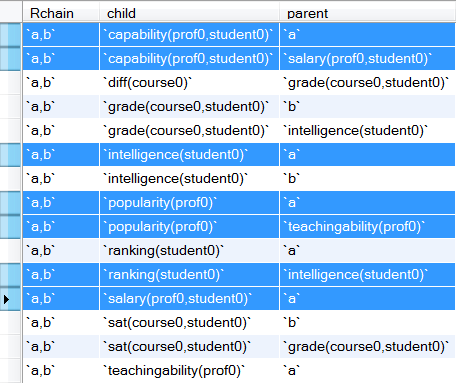 Rchain child parent
`a,b` `capability(prof0,student0)` `a`
`a,b` `capability(prof0,student0)` `salary(prof0,student0)`
`a,b` `diff(course0)` `grade(course0,student0)`
`a,b` `grade(course0,student0)` `b`
`a,b` `grade(course0,student0)` `intelligence(student0)`
`a,b` `intelligence(student0)` `a`
`a,b` `intelligence(student0)` `b`
`a,b` `popularity(prof0)` `a`
`a,b` `popularity(prof0)` `teachingability(prof0)`
`a,b` `ranking(student0)` `a`
`a,b` `ranking(student0)` `intelligence(student0)`
`a,b` `salary(prof0,student0)` `a`
`a,b` `sat(course0,student0)` `b`
`a,b` `sat(course0,student0)` `grade(course0,student0)`
`a,b` `teachingability(prof0)` `a`